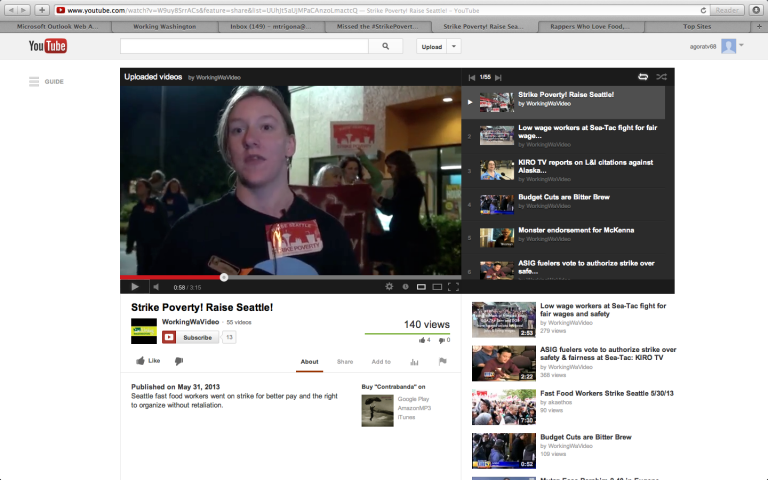 www.youtube.com/watch?v=W9uv8SrrACs&feature=share&list=UUhJt5aUJMPaCAnzoLmactcQ — Strike Poverty! Raise Seattle! – YouTube
Reader
Microsoft Outlook Web A...
Working Washington
Inbox (149) – mtrigona@...
Missed the #StrikePovert...
Strike Poverty! Raise Sea...
Rappers Who Love Food,...
Top Sites
YouTube
Upload
agoratv68
GUIDE
Uploaded videos by WorkingWaVideo
1/55
Strike Poverty! Raise Seattle!
by WorkingWaVideo
2
Low wage workers at Sea-Tac fight for fair
wage...
by WorkingWaVideo
3
KIRO TV reports on L&I citations against
Alaska...
by WorkingWaVideo
4
Budget Cuts are Bitter Brew
by WorkingWaVideo
5
Monster endorsement for McKenna
by WorkingWaVideo
6
ASIG fuelers vote to authorize strike over
safe...
by WorkingWaVideo
SEATTLE
STRIKE POVERTY
0:58 / 3:15
Strike Poverty! Raise Seattle!
WorkingWaVideo · 55 videos
Subscribe 13
140 views
4 0
Like
About Share Add to
Published on May 31, 2013
Seattle fast food workers went on strike for better pay and the right
to organize without retaliation.
Buy "Contrabanda" on
Google Play
AmazonMP3
iTunes
Low wage workers at Sea-Tac fight for
fair wages and safety
by WorkingWaVideo
279 views
2:53
ASIG fuelers vote to authorize strike over
safety & fairness at Sea-Tac: KIRO TV
by WorkingWaVideo
368 views
2:22
Fast Food Workers Strike Seattle 5/30/13
by akasthos
90 views
7:30
Budget Cuts are Bitter Brew
by WorkingWaVideo
109 views
0:52